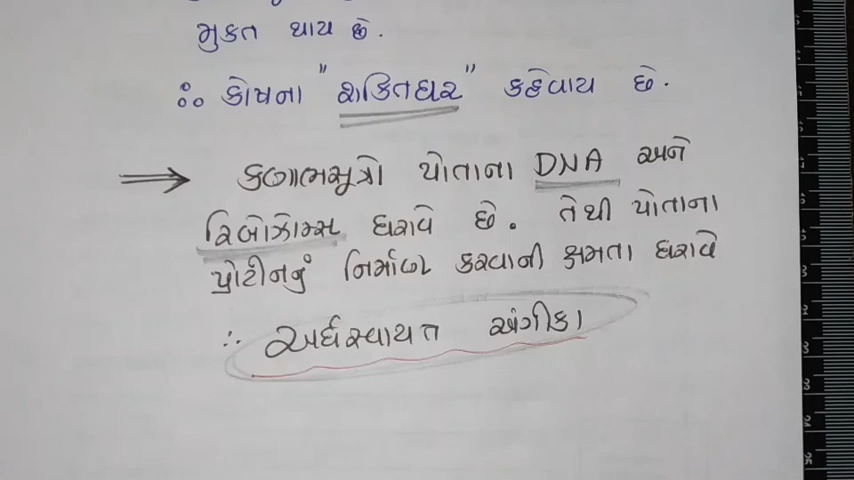 મુક્ત થાય છે.
∴ કોષના "શક્તિઘર" કહેવાય છે.
⇒ કણાભસૂત્રો પોતાના DNA અને
રિબોઝોમ્સ ધરાવે છે. તેથી પોતાના
પ્રોટીનનું નિર્માણ કરવાની ક્ષમતા ધરાવે
∴ અર્ધસ્વાયત અંગીકા